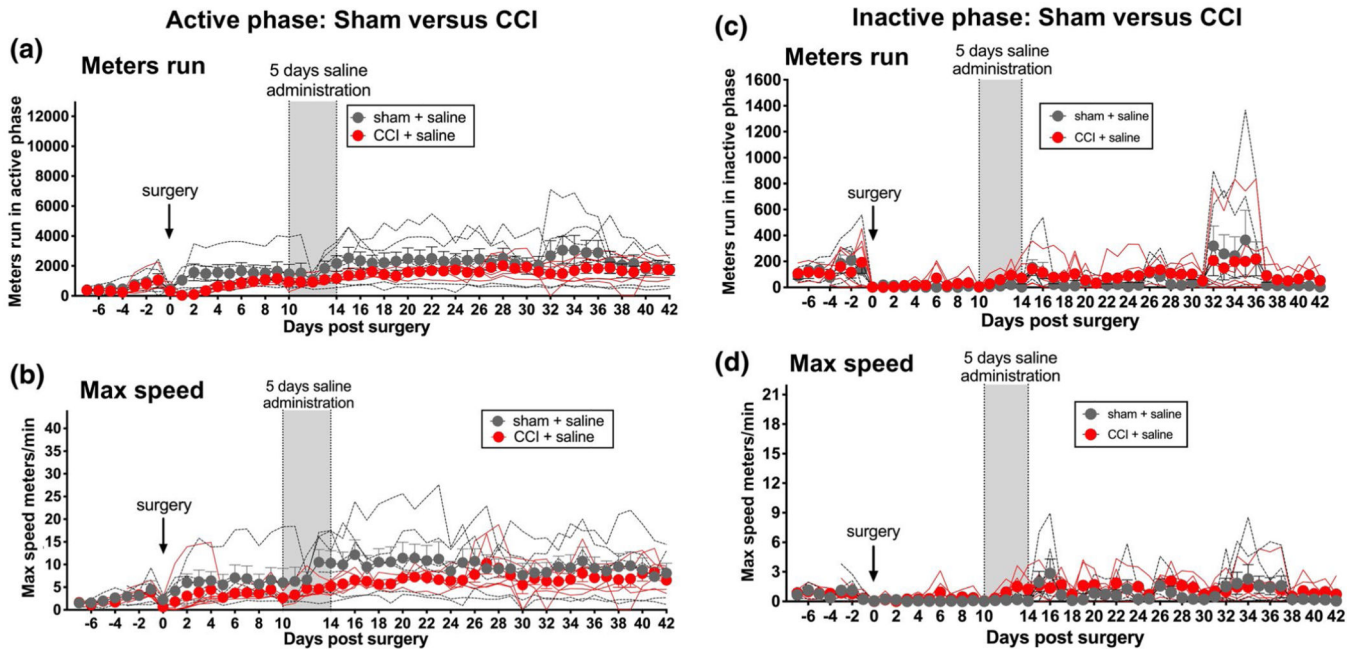 Active phase: Sham versus CCI
(a)
Meters run
5 days saline
administration
sham + saline
CCI + saline
surgery
Meters run in active phase
12000
10000
8000
6000
4000
2000
0
-6 -4 -2 0 2 4 6 8 10 14 16 18 20 22 24 26 28 30 32 34 36 38 40 42
Days post surgery
(b)
Max speed
5 days saline
administration
sham + saline
CCI + saline
surgery
Max speed meters/min
40
35
30
25
20
15
10
5
0
-6 -4 -2 0 2 4 6 8 10 14 16 18 20 22 24 26 28 30 32 34 36 38 40 42
Days post surgery
Inactive phase: Sham versus CCI
(c)
Meters run
5 days saline
administration
sham + saline
CCI + saline
surgery
Meters run in inactive phase
1600
1400
1200
1000
800
600
400
200
0
-6 -4 -2 0 2 4 6 8 10 14 16 18 20 22 24 26 28 30 32 34 36 38 40 42
Days post surgery
(d)
Max speed
5 days saline
administration
sham + saline
CCI + saline
surgery
Max speed meters/min
21
18
15
12
9
6
3
0
-6 -4 -2 0 2 4 6 8 10 14 16 18 20 22 24 26 28 30 32 34 36 38 40 42
Days post surgery